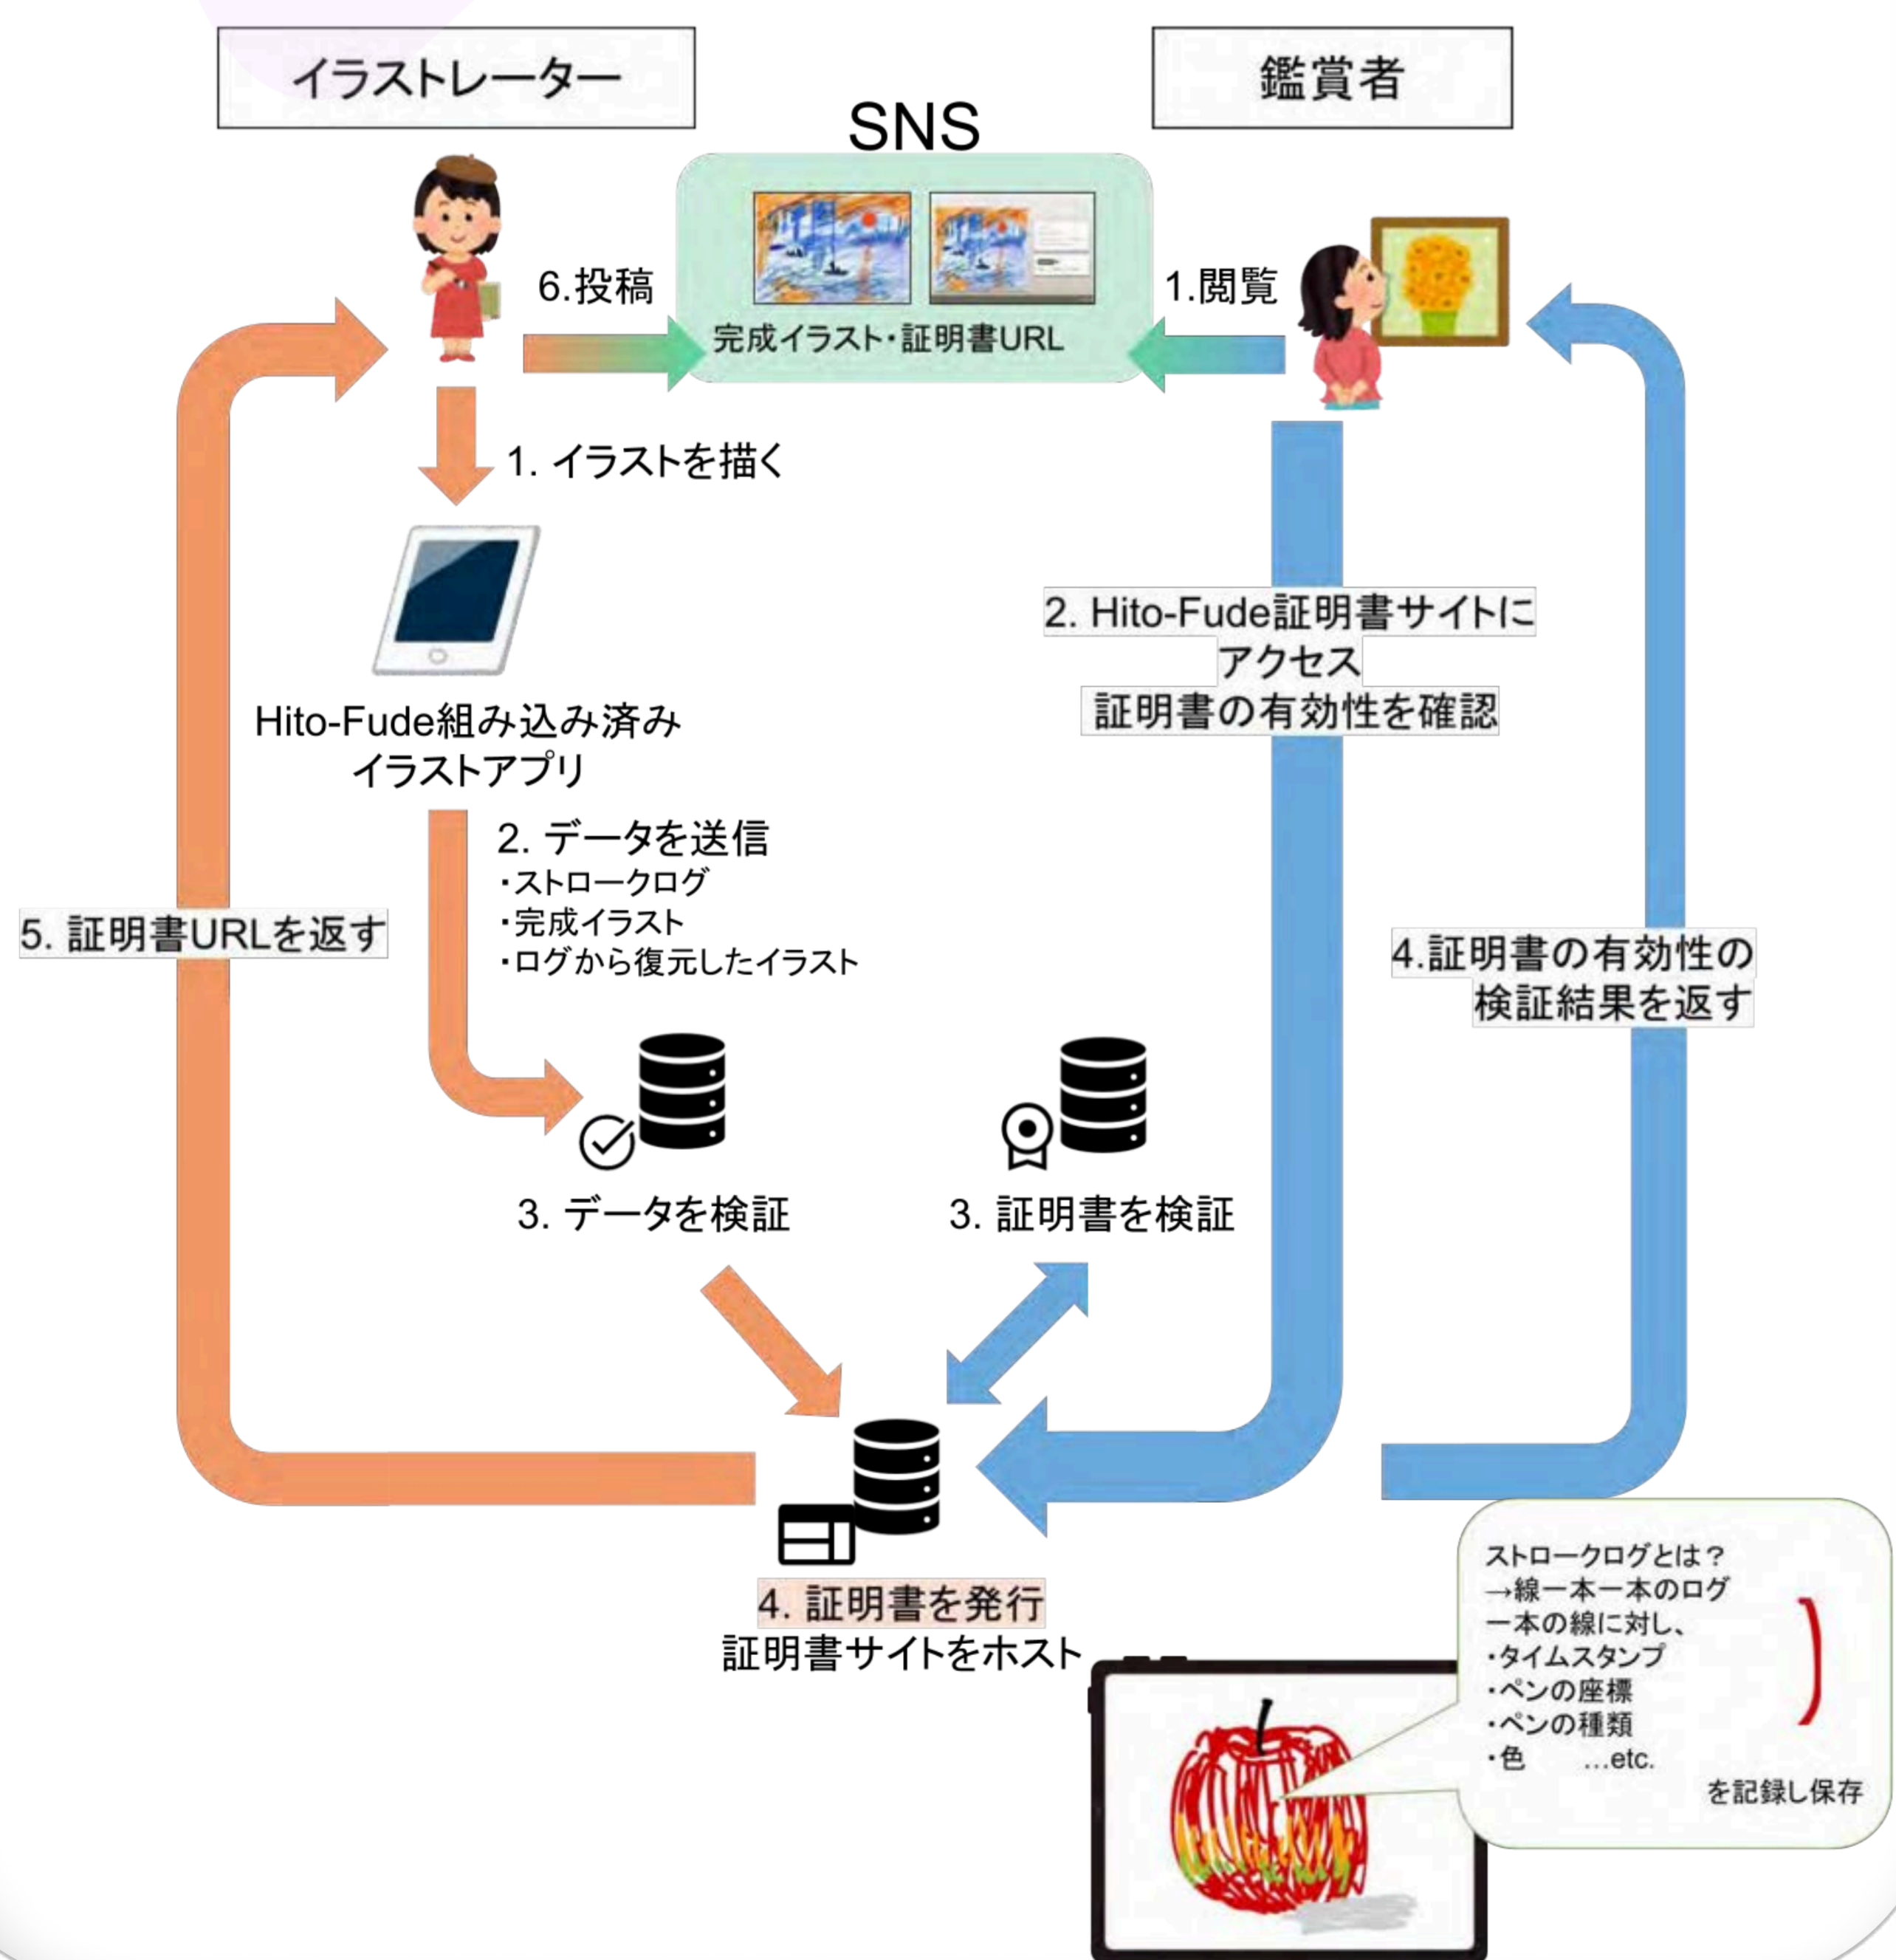 イラストレーター
鑑賞者
SNS
6.投稿
1.閲覧
完成イラスト・証明書URL
1. イラストを描く
Hito-Fude組み込み済み
イラストアプリ
2. Hito-Fude証明書サイトに
アクセス
証明書の有効性を確認
2. データを送信
・ストロークログ
・完成イラスト
・ログから復元したイラスト
5. 証明書URLを返す
4.証明書の有効性の
検証結果を返す
3. データを検証
3. 証明書を検証
4. 証明書を発行
証明書サイトをホスト
ストロークログとは？
→線一本一本のログ
一本の線に対し、
・タイムスタンプ
・ペンの座標
・ペンの種類
・色 …etc.
を記録し保存